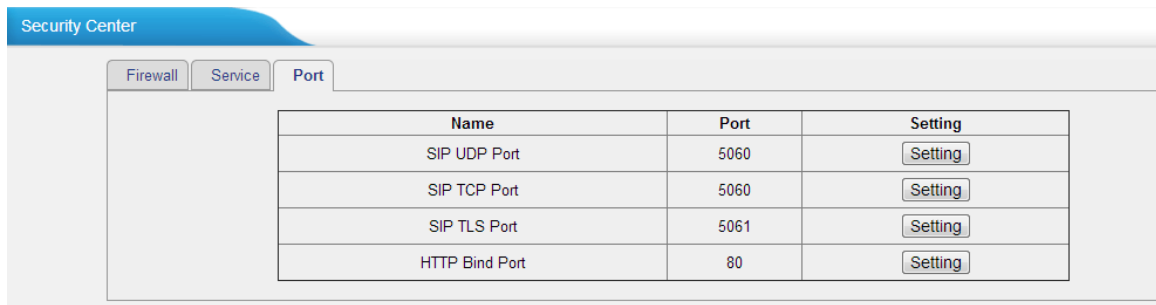 Security Center
Firewall Service Port
Name Port Setting
SIP UDP Port 5060 Setting
SIP TCP Port 5060 Setting
SIP TLS Port 5061 Setting
HTTP Bind Port 80 Setting